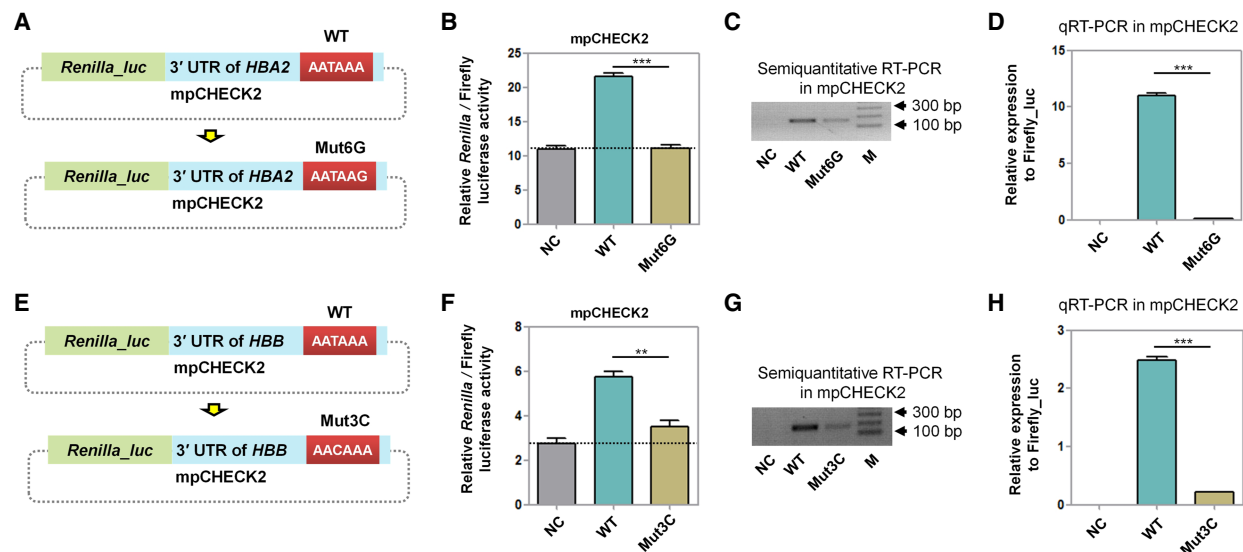 A
WT
Renilla_luc 3′ UTR of HBA2 AATAAA
mpCHECK2
Mut6G
Renilla_luc 3′ UTR of HBA2 AATAAG
mpCHECK2
B
mpCHECK2
Relative Renilla / Firefly
luciferase activity
25
20
15
10
5
0
***
NC
WT
Mut6G
C
Semiquantitative RT-PCR
in mpCHECK2
300 bp
100 bp
NC
WT
Mut6G
M
D
qRT-PCR in mpCHECK2
Relative expression
to Firefly_luc
15
10
5
0
***
NC
WT
Mut6G
E
WT
Renilla_luc 3′ UTR of HBB AATAAA
mpCHECK2
Mut3C
Renilla_luc 3′ UTR of HBB AACAAA
mpCHECK2
F
mpCHECK2
Relative Renilla / Firefly
luciferase activity
8
6
4
2
0
**
NC
WT
Mut3C
G
Semiquantitative RT-PCR
in mpCHECK2
300 bp
100 bp
NC
WT
Mut3C
M
H
qRT-PCR in mpCHECK2
Relative expression
to Firefly_luc
3
2
1
0
***
NC
WT
Mut3C